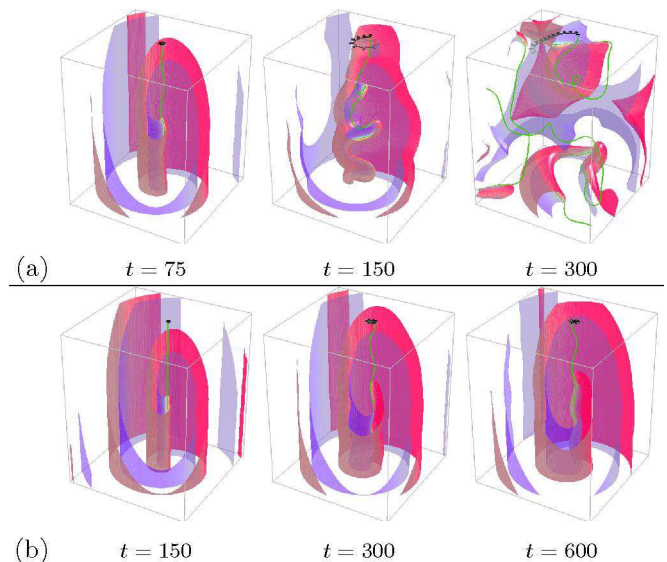 (a) t = 75 t = 150 t = 300
(b) t = 150 t = 300 t = 600